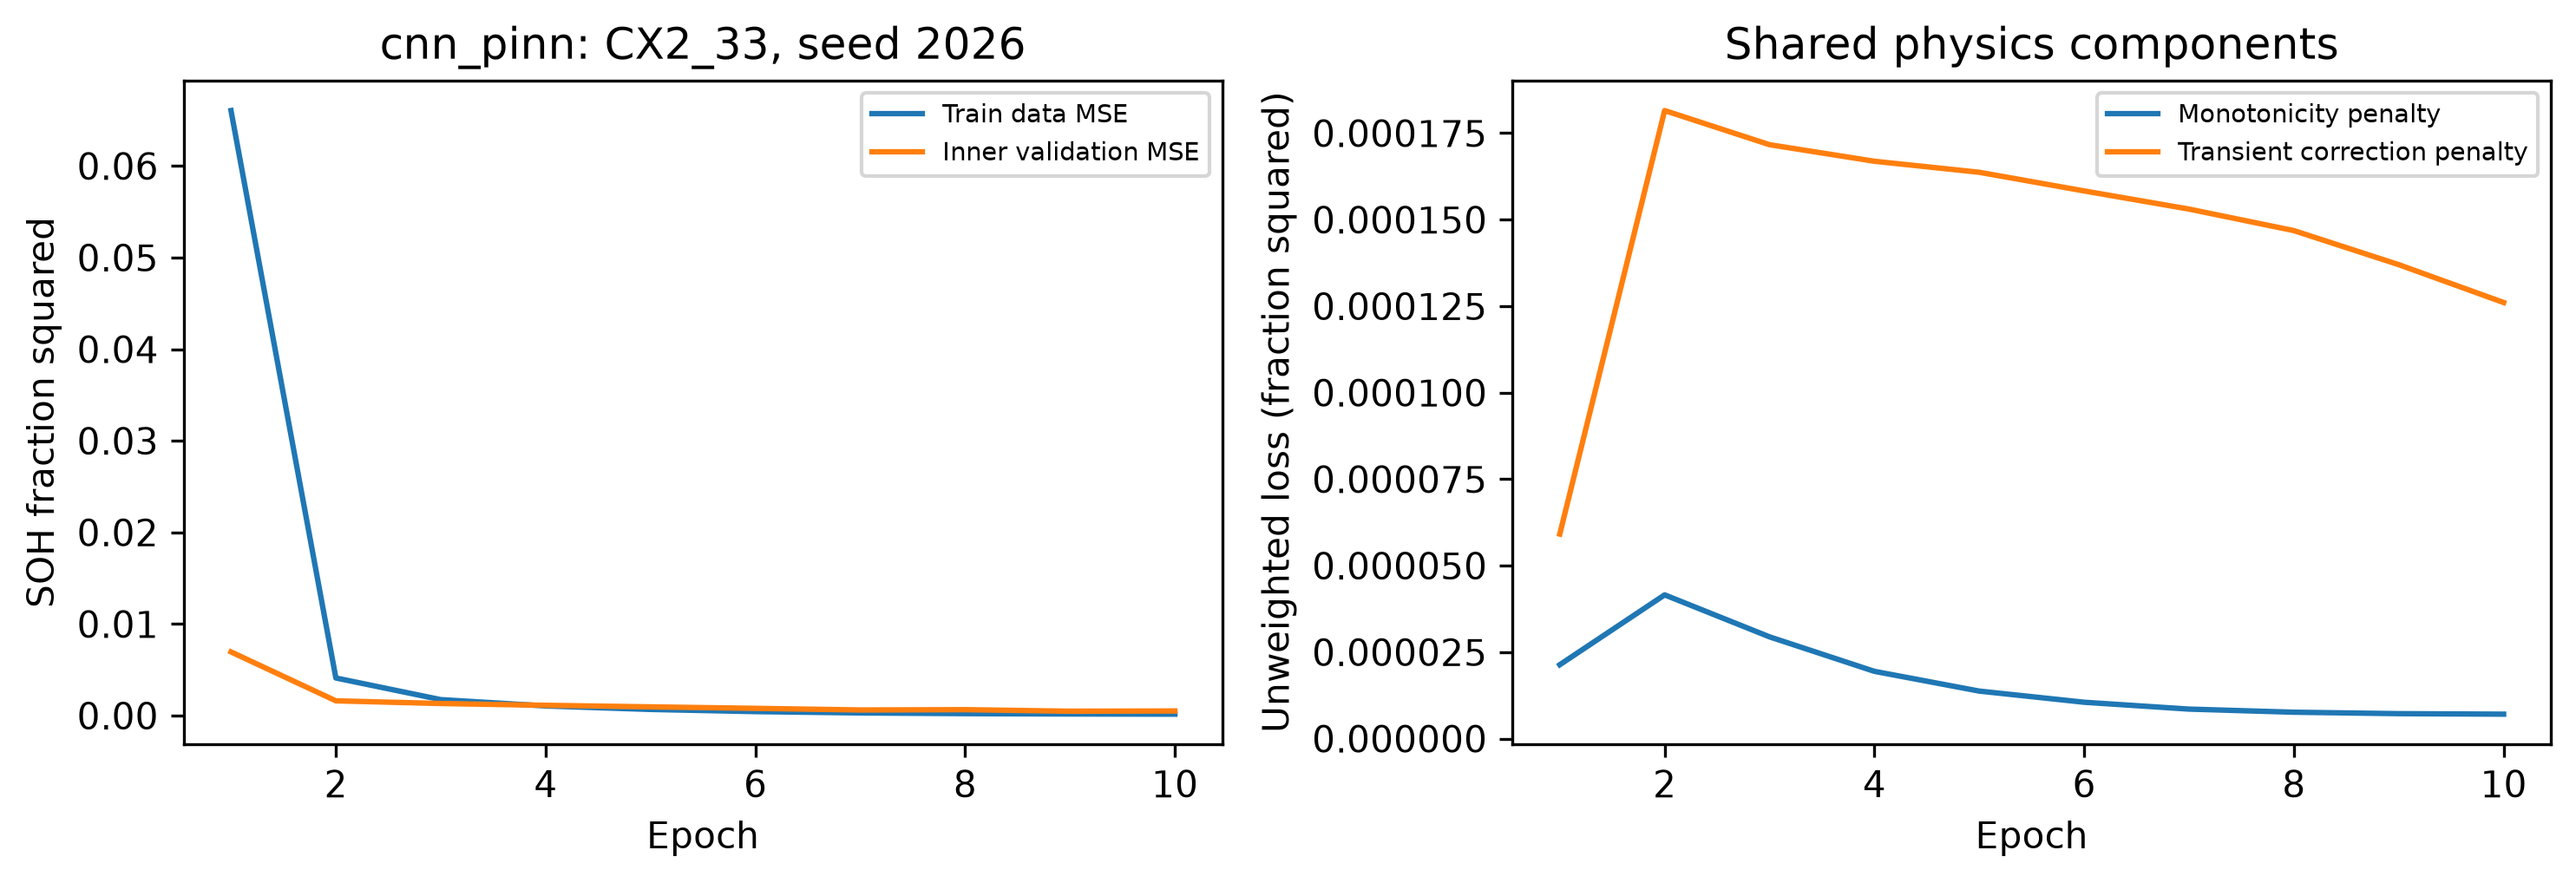 cnn_pinn: CX2_33, seed 2026
Train data MSE
Inner validation MSE
SOH fraction squared
0.06
0.05
0.04
0.03
0.02
0.01
0.00
2
4
6
8
10
Epoch
Shared physics components
Monotonicity penalty
Transient correction penalty
Unweighted loss (fraction squared)
0.000175
0.000150
0.000125
0.000100
0.000075
0.000050
0.000025
0.000000
2
4
6
8
10
Epoch